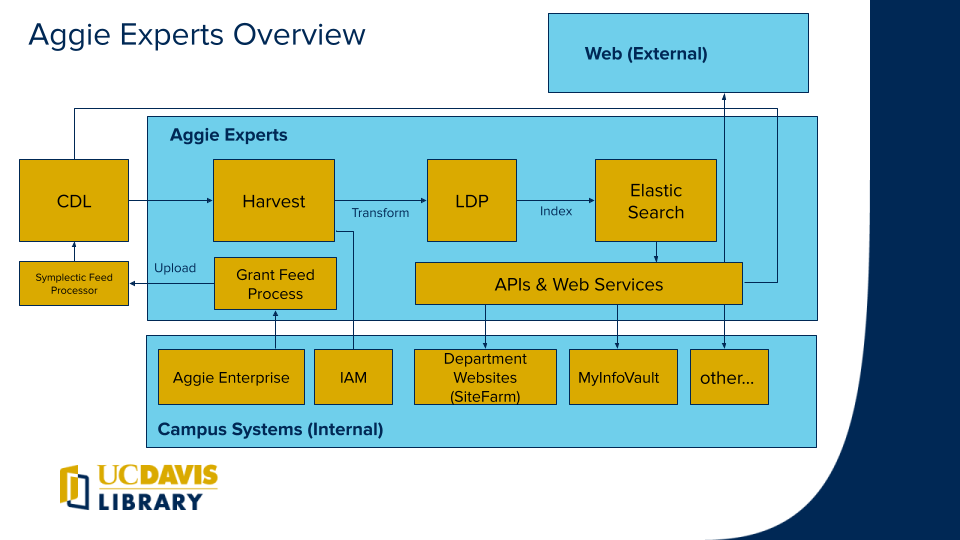 Aggie Experts Overview
Web (External)
Aggie Experts
CDL
Harvest
Transform
LDP
Index
Elastic
Search
Symplectic Feed
Processor
Upload
Grant Feed
Process
APIs & Web Services
Aggie Enterprise
IAM
Department
Websites
(SiteFarm)
MyInfoVault
other...
Campus Systems (Internal)
UCDAVIS
LIBRARY